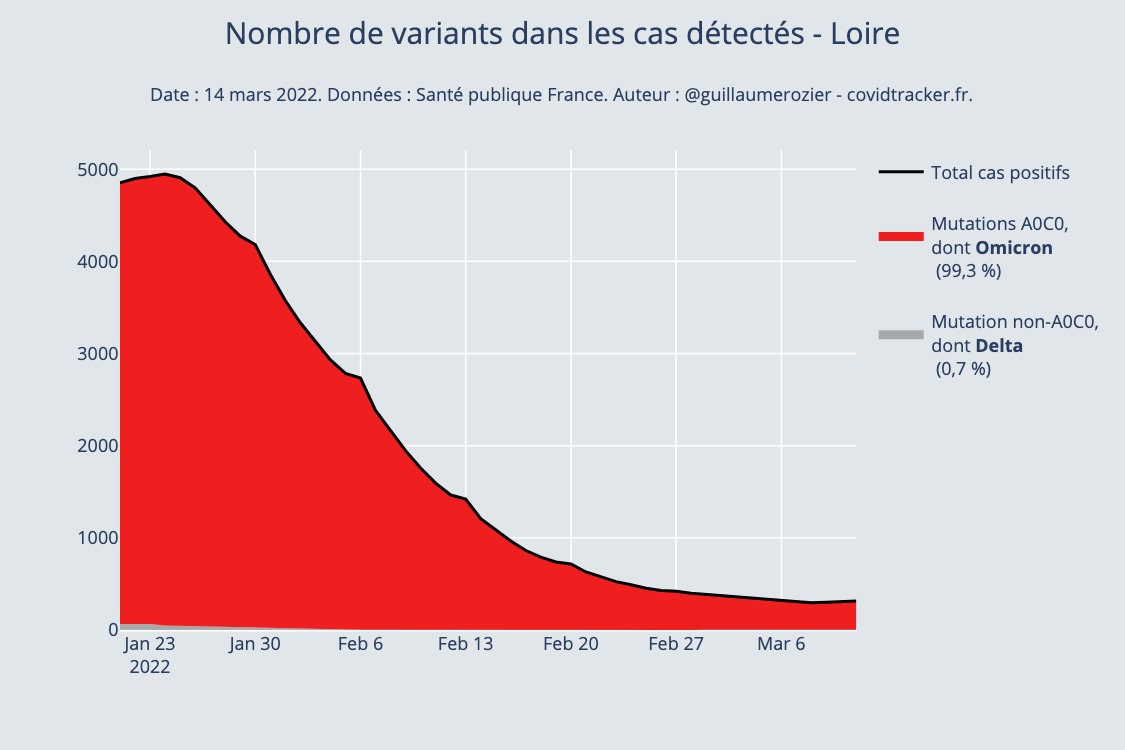 Nombre de variants dans les cas détectés - Loire
Date : 14 mars 2022. Données : Santé publique France. Auteur : @guillaumerozier - covidtracker.fr.
5000
4000
3000
2000
1000
0
Jan 23
2022
Jan 30
Feb 6
Feb 13
Feb 20
Feb 27
Mar 6
Total cas positifs
Mutations A0C0,
dont Omicron
(99,3 %)
Mutation non-A0C0,
dont Delta
(0,7 %)